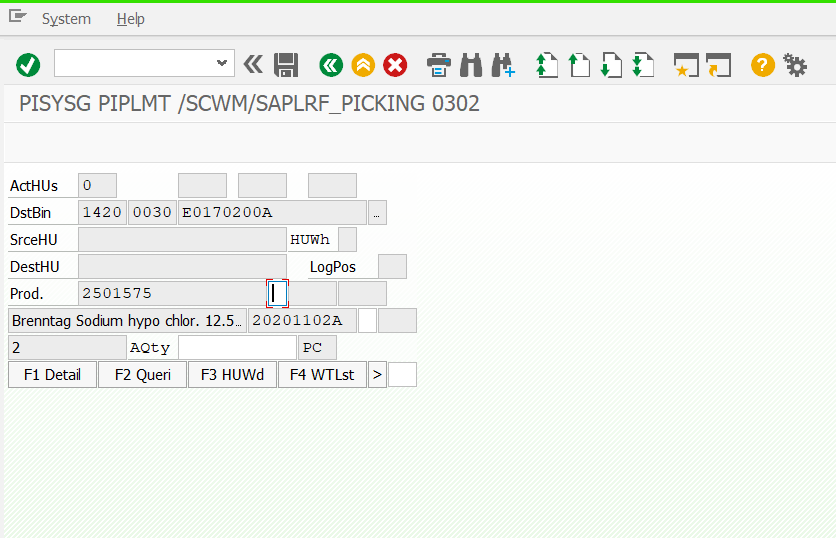 System Help
PISYSG PIPLMT /SCWM/SAPLRF_PICKING 0302
ActHUs 0
DstBin 1420 0030 E0170200A …
SrceHU HUWh
DestHU LogPos
Prod. 2501575
Brenntag Sodium hypo chlor. 12.5… 20201102A
2 AQty PC
F1 Detail F2 Queri F3 HUWd F4 WTLst >